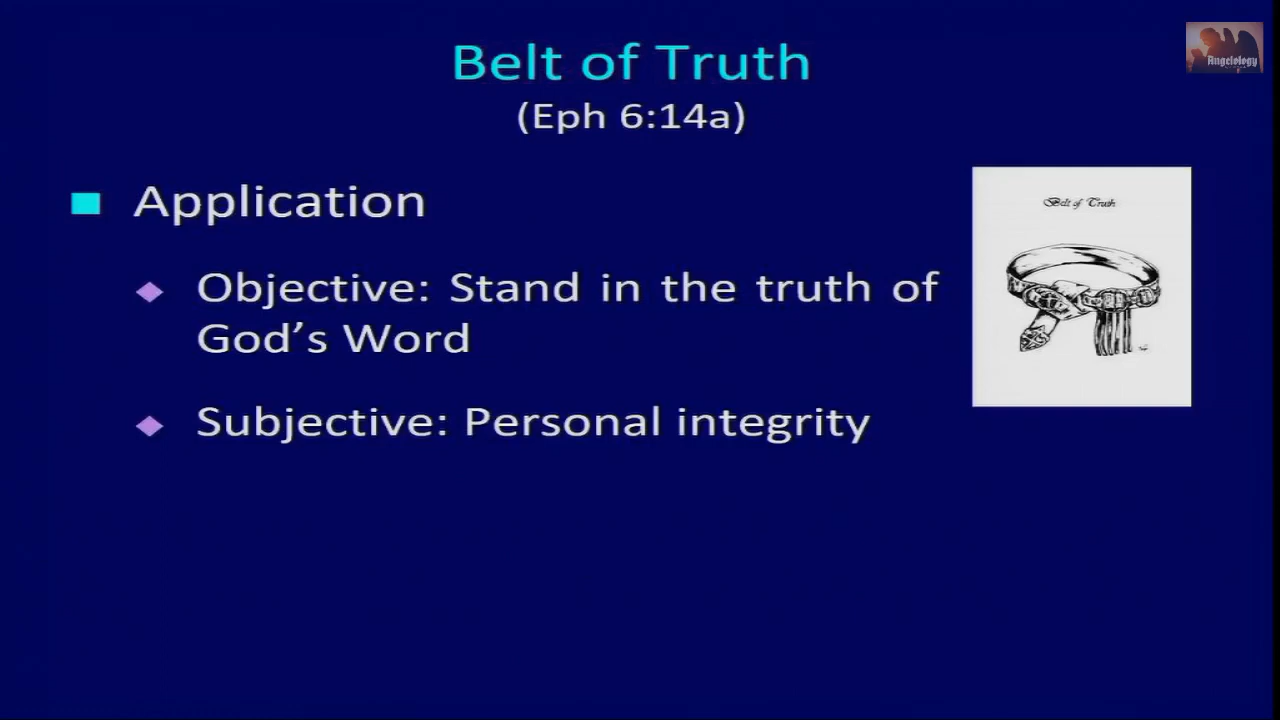 Angelology
Belt of Truth
(Eph 6:14a)
Application
Belt of Truth
Objective: Stand in the truth of
God’s Word
Subjective: Personal integrity